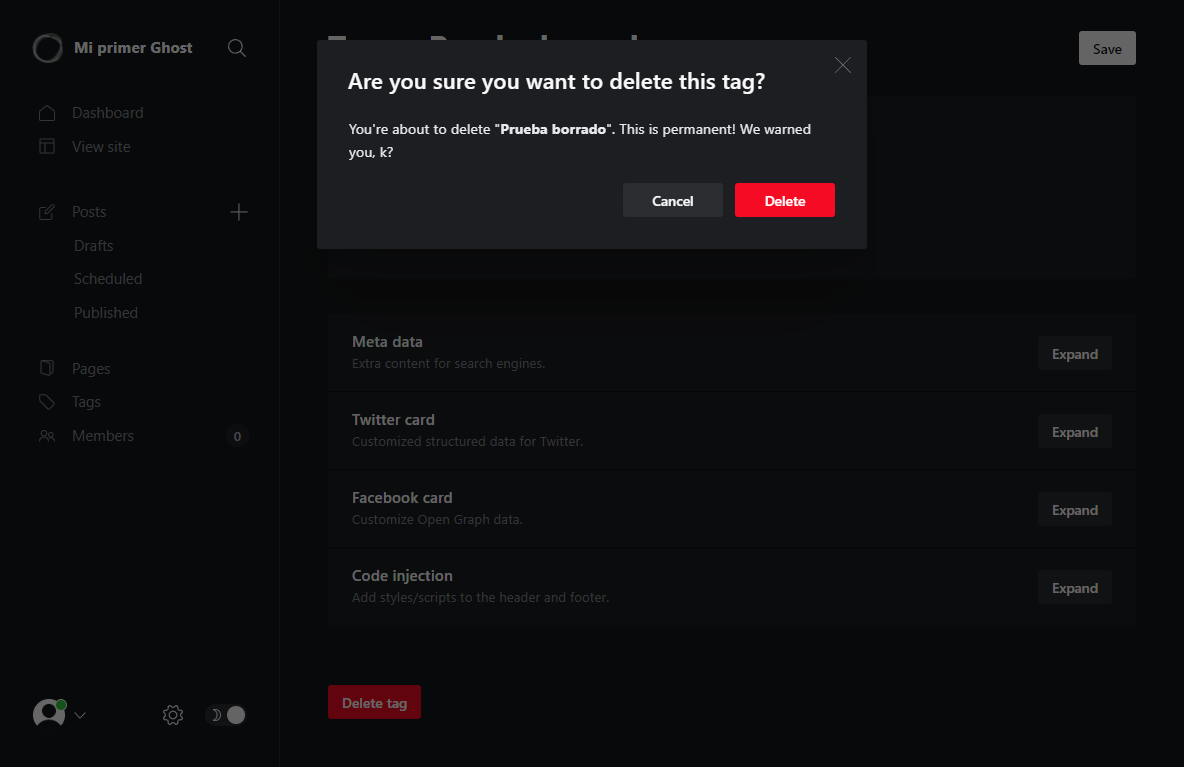 Mi primer Ghost
Save
Dashboard
View site
Posts
Drafts
Scheduled
Published
Pages
Tags
Members
0
Are you sure you want to delete this tag?
You're about to delete "Prueba borrado". This is permanent! We warned
you, k?
Cancel
Delete
Meta data
Extra content for search engines.
Expand
Twitter card
Customized structured data for Twitter.
Expand
Facebook card
Customize Open Graph data.
Expand
Code injection
Add styles/scripts to the header and footer.
Expand
Delete tag